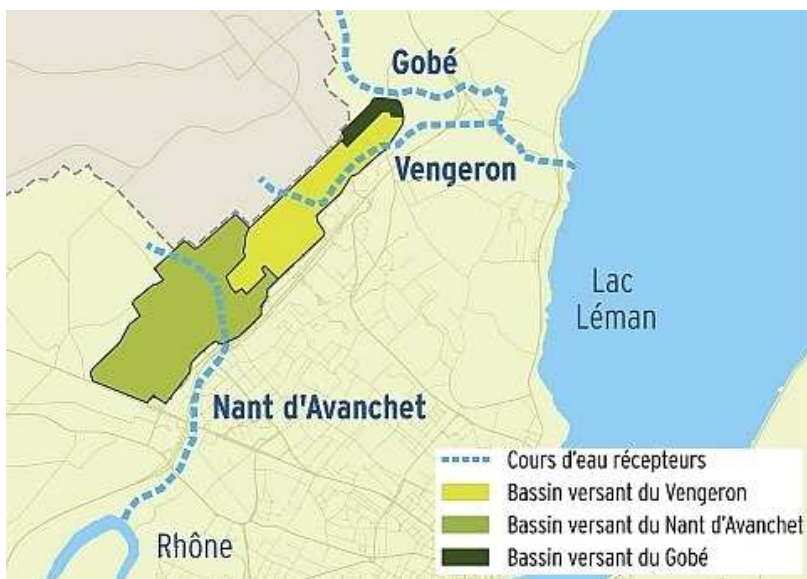 Gobé
Vengeron
Lac
Léman
Nant d'Avanchet
Rhône
Cours d'eau récepteurs
Bassin versant du Vengeron
Bassin versant du Nant d'Avanchet
Bassin versant du Gobé